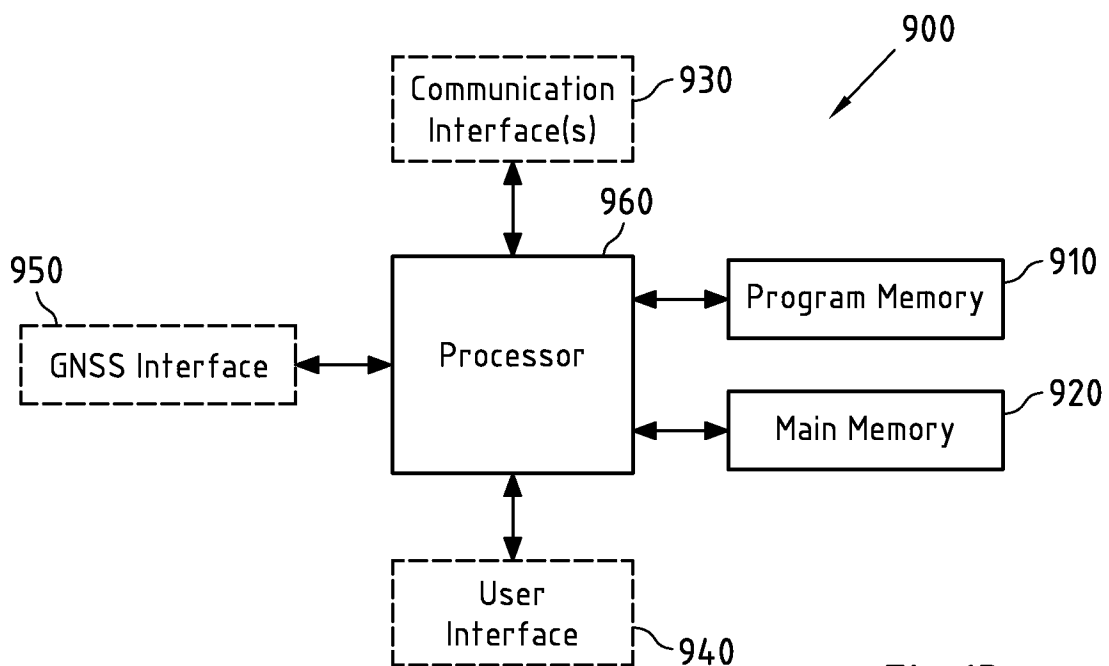 900
Communication
Interface(s)
930
960
950
910
Program Memory
GNSS Interface
Processor
920
Main Memory
User
Interface
940